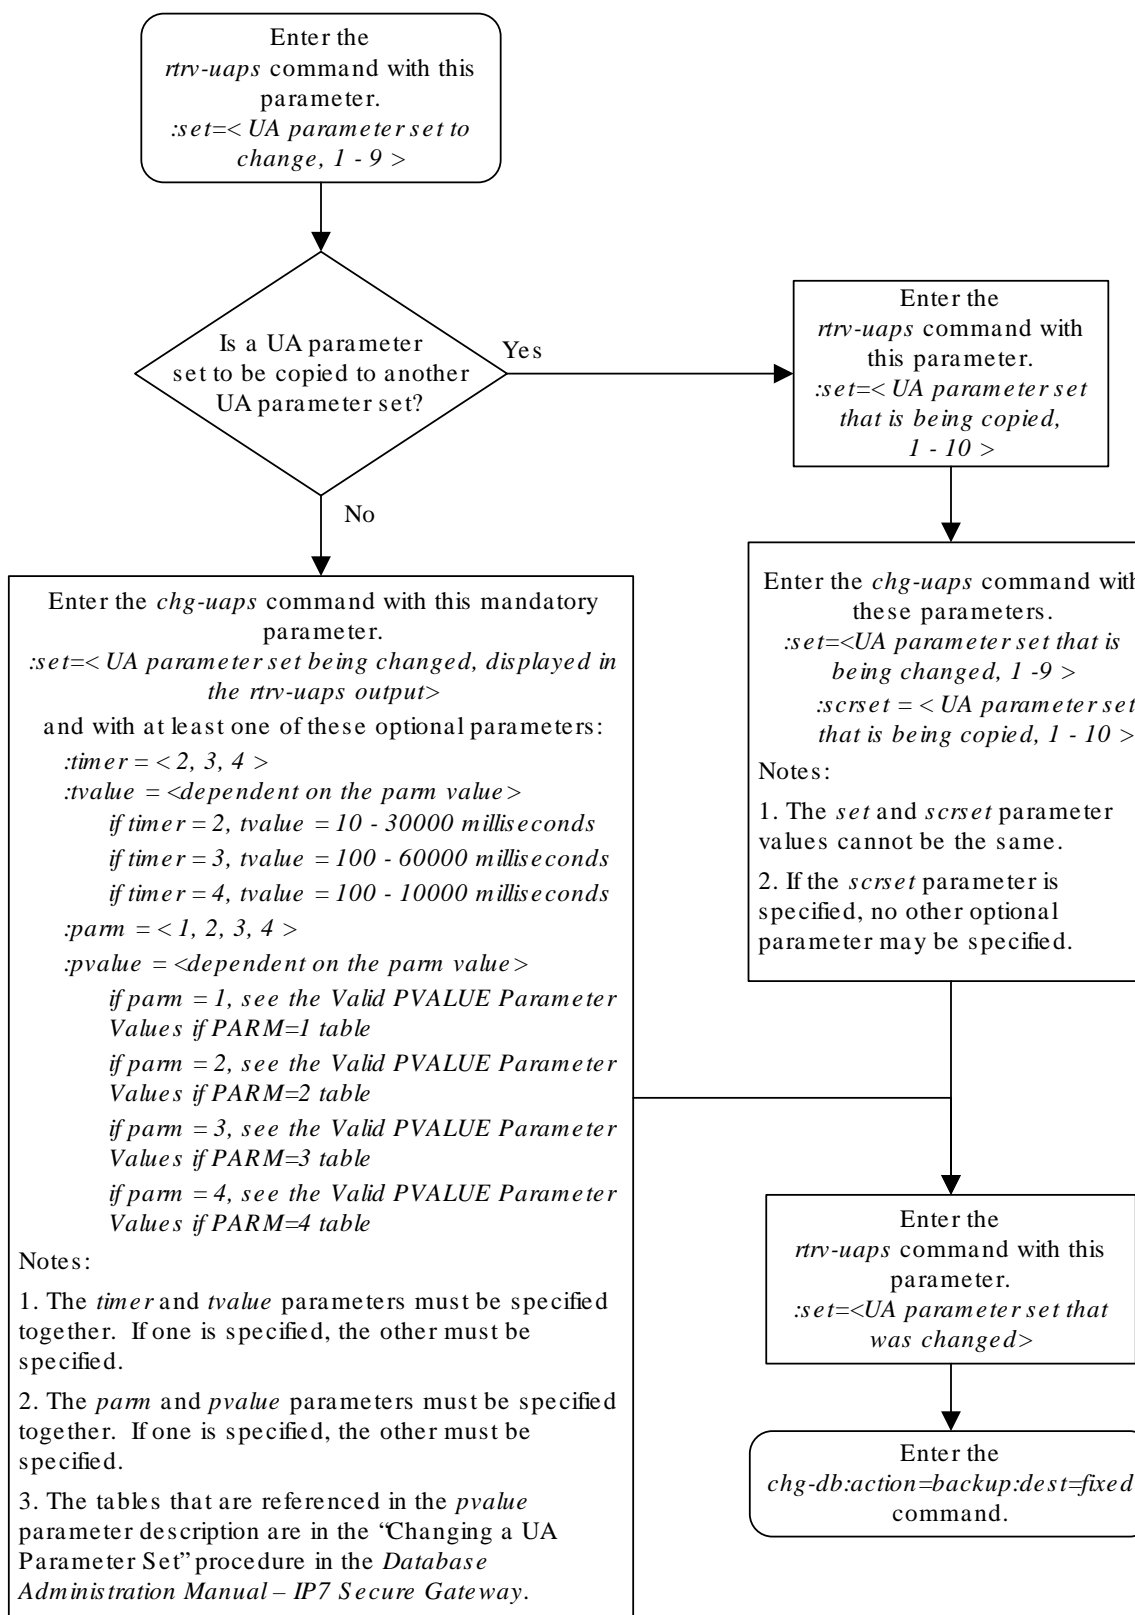 Enter the
rtrv-uaps command with this
parameter.
:set=< UA parameter set to
change, 1 - 9 >
Is a UA parameter
set to be copied to another
UA parameter set?
Yes
No
Enter the
rtrv-uaps command with
this parameter.
:set=< UA parameter set
that is being copied,
1 - 10 >
Enter the chg-uaps command with
these parameters.
:set=<UA parameter set that is
being changed, 1 -9 >
:scrset = < UA parameter set
that is being copied, 1 - 10 >
Notes:
1. The set and scrset parameter
values cannot be the same.
2. If the scrset parameter is
specified, no other optional
parameter may be specified.
Enter the chg-uaps command with this mandatory
parameter.
:set=< UA parameter set being changed, displayed in
the rtrv-uaps output>
and with at least one of these optional parameters:
:timer = < 2, 3, 4 >
:tvalue = <dependent on the parm value>
if timer = 2, tvalue = 10 - 30000 milliseconds
if timer = 3, tvalue = 100 - 60000 milliseconds
if timer = 4, tvalue = 100 - 10000 milliseconds
:parm = < 1, 2, 3, 4 >
:pvalue = <dependent on the parm value>
if parm = 1, see the Valid PVALUE Parameter
Values if PARM=1 table
if parm = 2, see the Valid PVALUE Parameter
Values if PARM=2 table
if parm = 3, see the Valid PVALUE Parameter
Values if PARM=3 table
if parm = 4, see the Valid PVALUE Parameter
Values if PARM=4 table
Notes:
1. The timer and tvalue parameters must be specified
together.  If one is specified, the other must be
specified.
2. The parm and pvalue parameters must be specified
together.  If one is specified, the other must be
specified.
3. The tables that are referenced in the pvalue
parameter description are in the “Changing a UA
Parameter Set” procedure in the Database
Administration Manual – IP7 Secure Gateway.
Enter the
rtrv-uaps command with this
parameter.
:set=<UA parameter set that
was changed>
Enter the
chg-db:action=backup:dest=fixed
command.